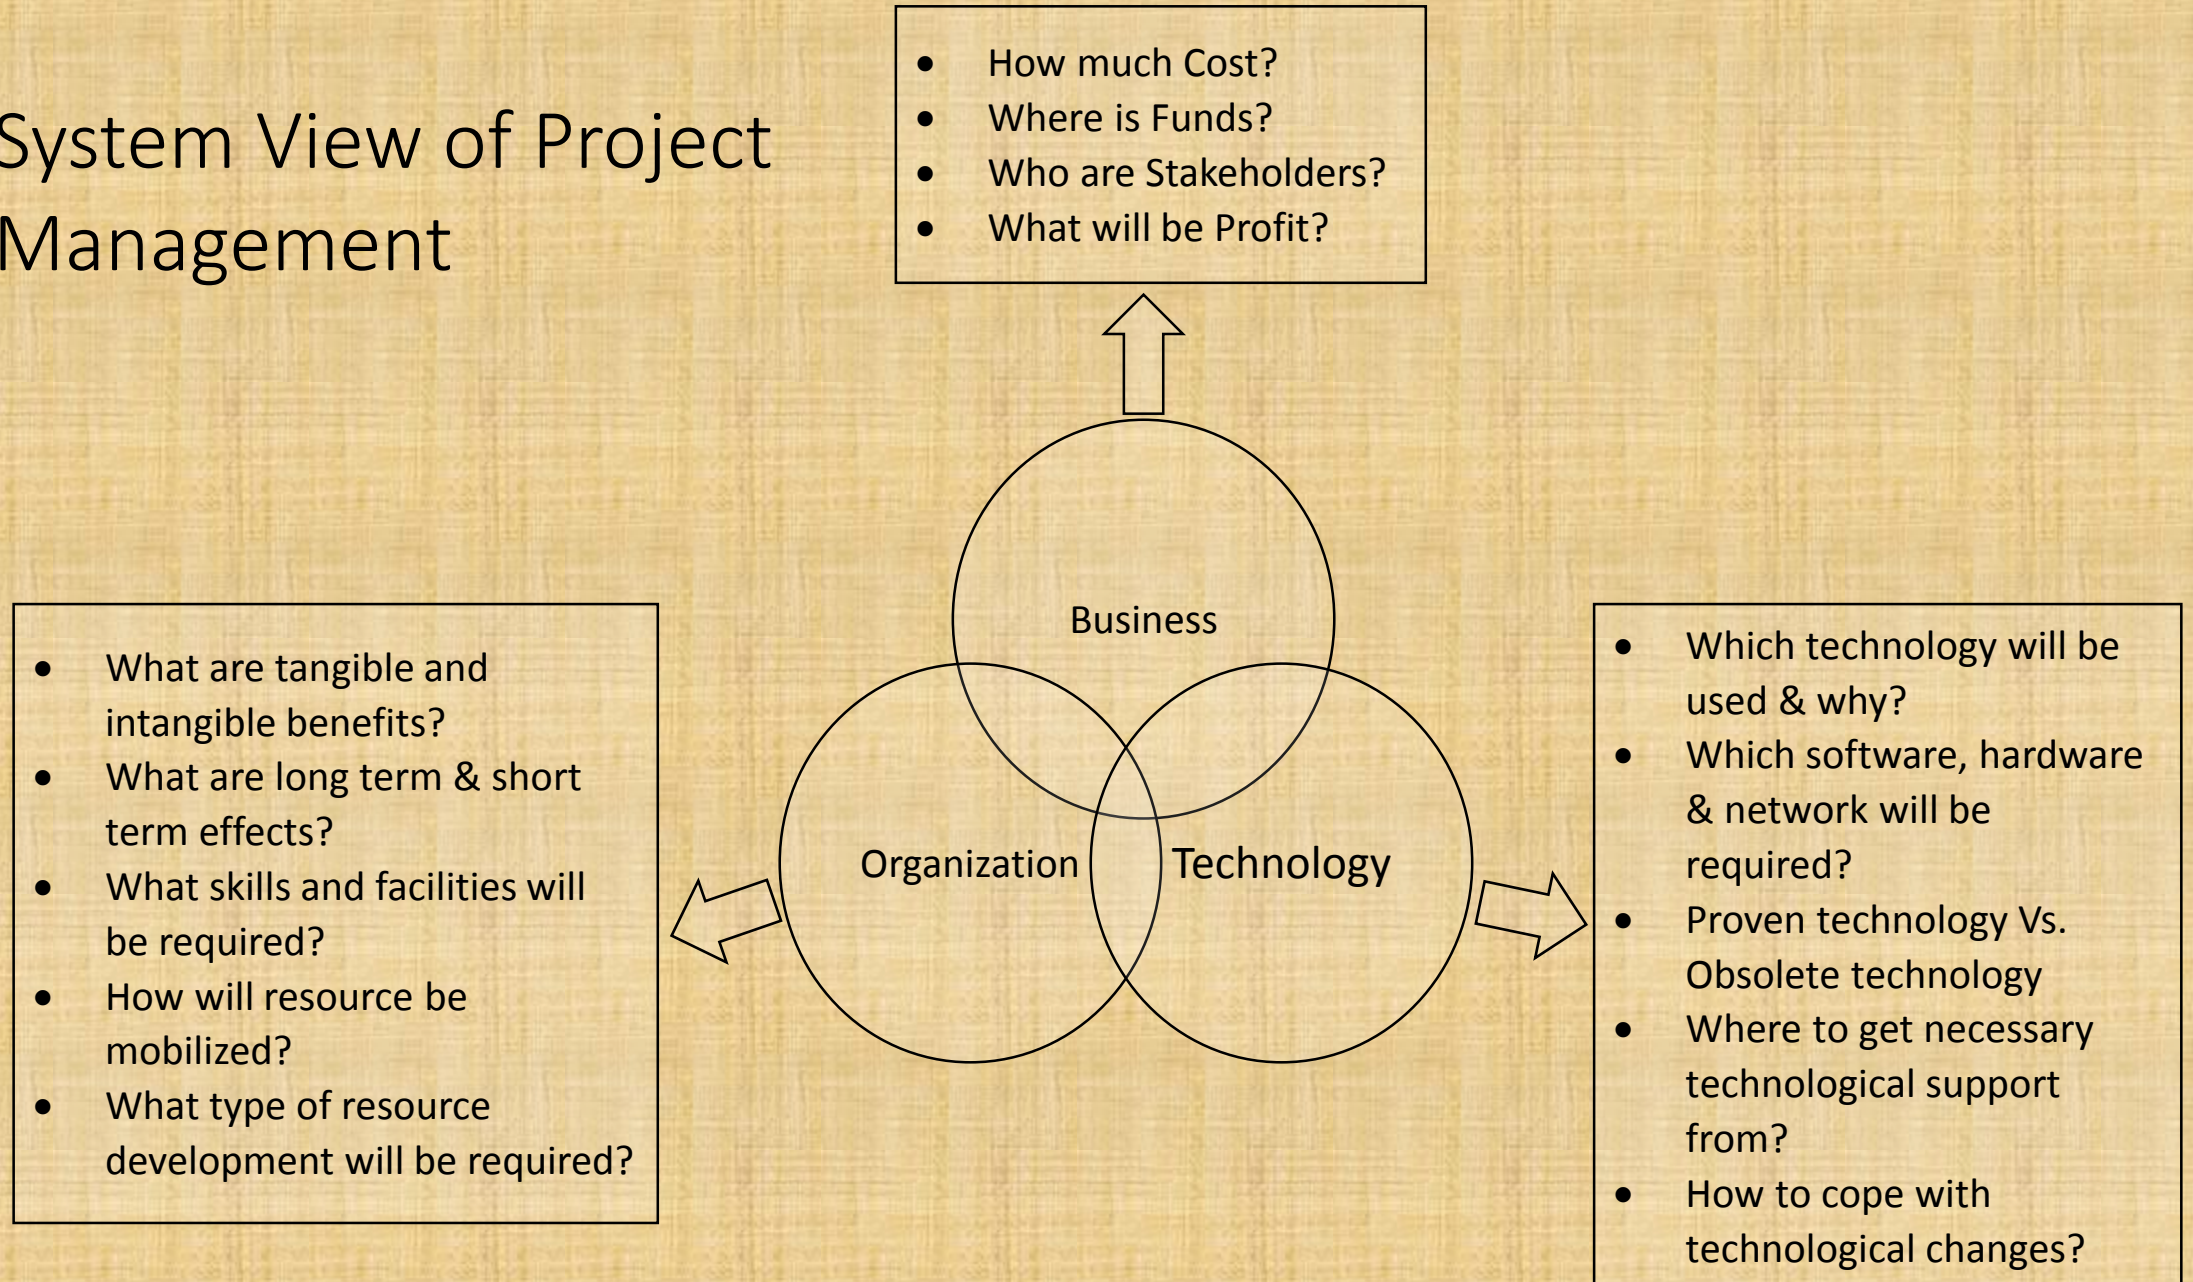 System View of Project
Management
• How much Cost?
• Where is Funds?
• Who are Stakeholders?
• What will be Profit?
Business
Organization
Technology
• What are tangible and
intangible benefits?
• What are long term & short
term effects?
• What skills and facilities will
be required?
• How will resource be
mobilized?
• What type of resource
development will be required?
• Which technology will be
used & why?
• Which software, hardware
& network will be
required?
• Proven technology Vs.
Obsolete technology
• Where to get necessary
technological support
from?
• How to cope with
technological changes?